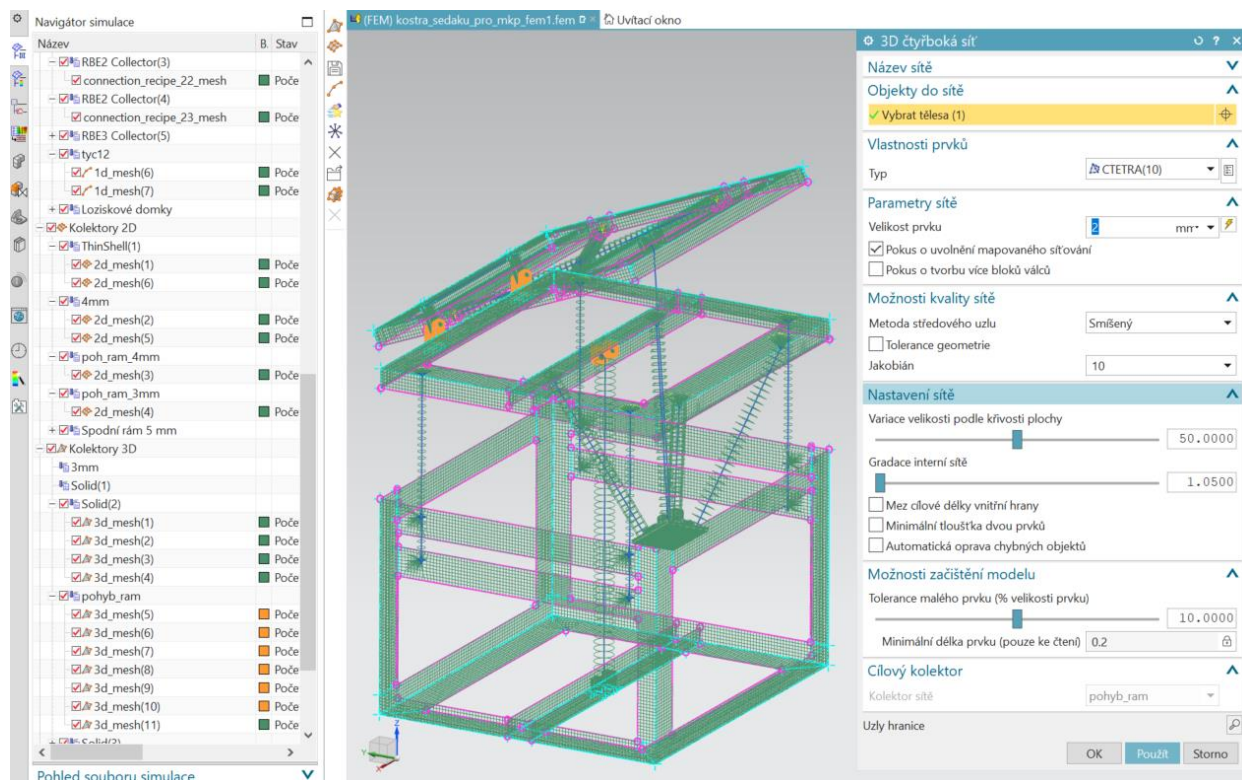 Navigátor simulace
Název B. Stav
RBE2 Collector(3)
connection_recipe_22_mesh Poče
RBE2 Collector(4)
connection_recipe_23_mesh Poče
RBE3 Collector(5)
tyc12
1d_mesh(6) Poče
1d_mesh(7) Poče
Loziskové domky
Kolektory 2D
ThinShell(1)
2d_mesh(1) Poče
2d_mesh(6) Poče
4mm
2d_mesh(2) Poče
2d_mesh(5) Poče
poh_ram_4mm
2d_mesh(3) Poče
poh_ram_3mm
2d_mesh(4) Poče
Spodní rám 5 mm
Kolektory 3D
3mm
Solid(1)
Solid(2)
3d_mesh(1) Poče
3d_mesh(2) Poče
3d_mesh(3) Poče
3d_mesh(4) Poče
pohyb_ram
3d_mesh(5) Poče
3d_mesh(6) Poče
3d_mesh(7) Poče
3d_mesh(8) Poče
3d_mesh(9) Poče
3d_mesh(10) Poče
3d_mesh(11) Poče
Solid(3)
Pohled souboru simulace
(FEM) kostra_sedaku_pro_mkp_fem1.fem
Uvítací okno
Z
Y
X
3D čtyřboká síť
Název sítě
Objekty do sítě
Vybrat tělesa (1)
Vlastnosti prvků
Typ CTETRA(10)
Parametry sítě
Velikost prvku 2 mm
Pokus o uvolnění mapovaného síťování
Pokus o tvorbu více bloků válců
Možnosti kvality sítě
Metoda středového uzlu Smíšený
Tolerance geometrie
Jakobián 10
Nastavení sítě
Variace velikosti podle křivosti plochy
50.0000
Gradace interní sítě
1.0500
Mez cílové délky vnitřní hrany
Minimální tloušťka dvou prvků
Automatická oprava chybných objektů
Možnosti začištění modelu
Tolerance malého prvku (% velikosti prvku)
10.0000
Minimální délka prvku (pouze ke čtení) 0.2
Cílový kolektor
Kolektor sítě pohyb_ram
Uzly hranice
OK Použít Storno